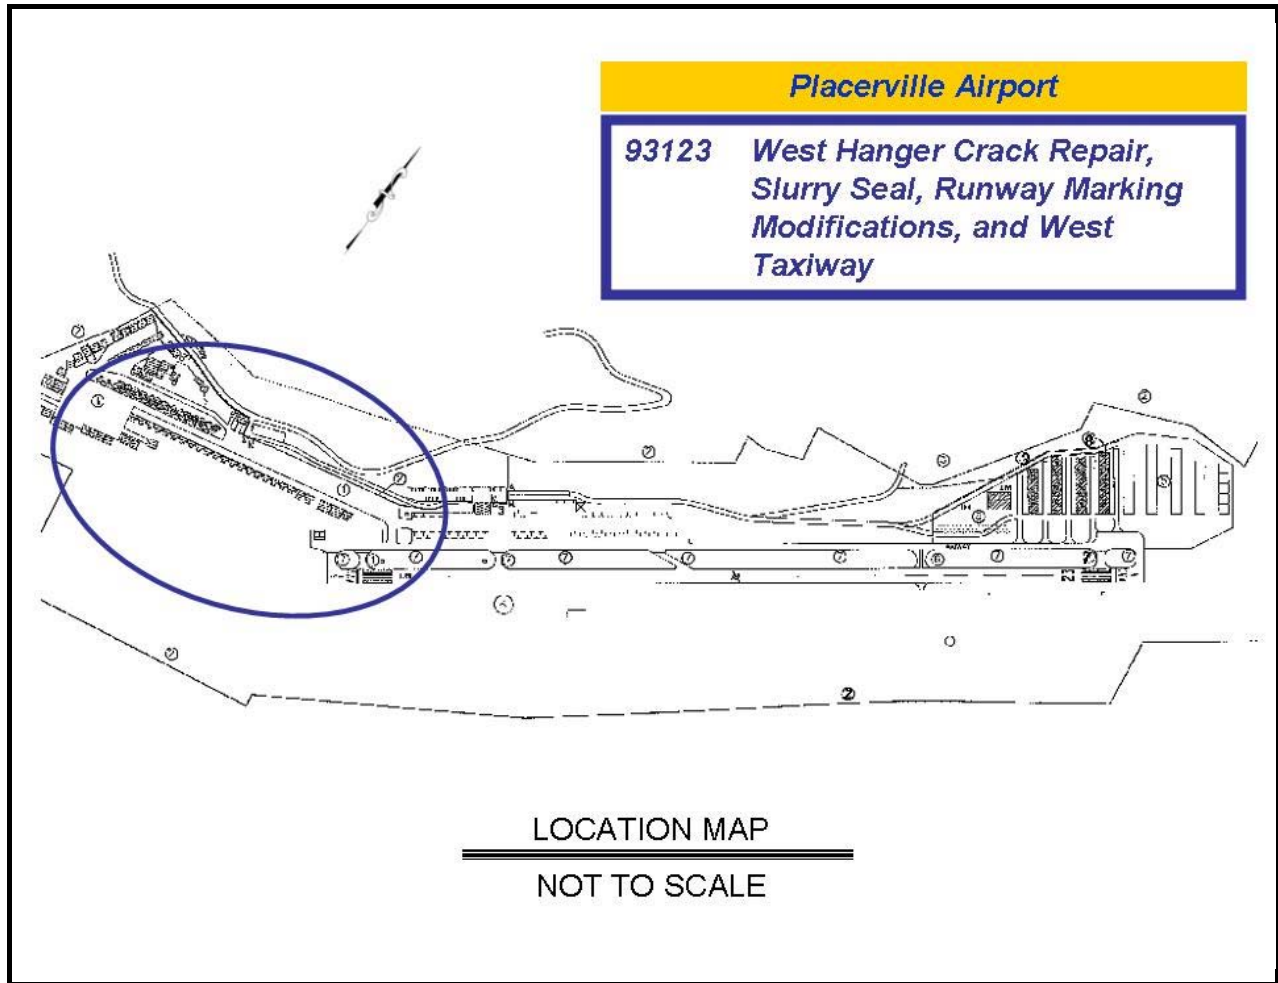 Placerville Airport
93123 West Hanger Crack Repair,
Slurry Seal, Runway Marking
Modifications, and West
Taxiway
23
LOCATION MAP
NOT TO SCALE